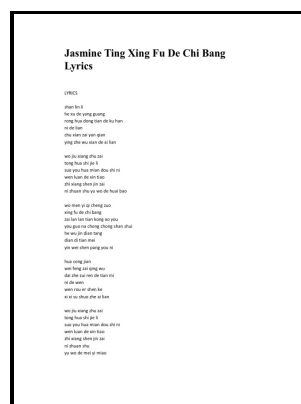 Jasmine Ting Xing Fu De Chi Bang
Lyrics
LYRICS
shan lin li
he xu de yang guang
rong hua dong tian de ku han
ni de lian
chu xian zai yan qian
ying zhe wu xian de ai lian
wo jiu xiang zhu zai
tong hua shi jie li
suo you hua mian dou shi ni
wen luan de xin tiao
zhi xiang shen jin zai
ni zhuan shu yu wo de huai bao
wo men yi qi cheng zuo
xing fu de chi bang
zai lan lan tian kong ao you
you guo na chong chong shan shui
he wu jin dian tang
dian di tian mei
yin wei shen pang you ni
hua cong jian
wei feng zai qing wu
dai zhe sui ren de tian mi
ni de wen
wen rou er shen ke
xi xi su shuo zhe ai lian
wo jiu xiang zhu zai
tong hua shi jie li
suo you hua mian dou shi ni
wen luan de xin tiao
zhi xiang shen jin zai
ni zhuan shu
yu wo de mei qi miao